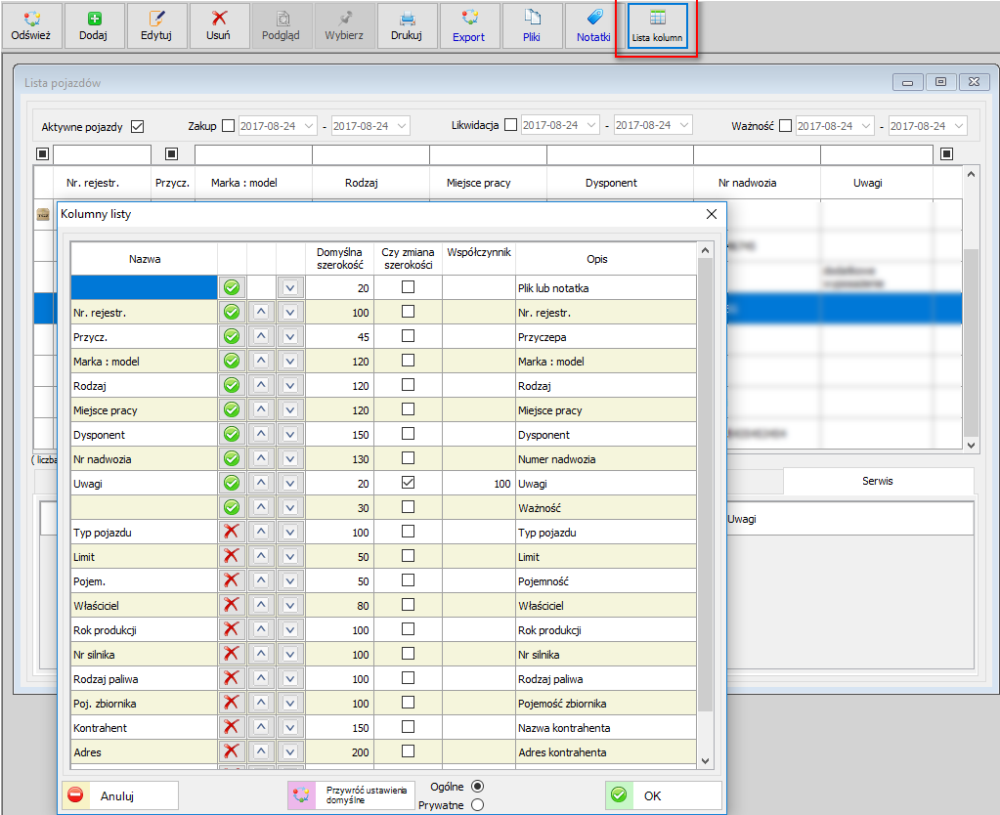 Odśwież Dodaj Edytuj Usuń Podgląd Wybierz Drukuj Export Pliki Notatki Lista kolumn
Lista pojazdów
Aktywne pojazdy Zakup 2017-08-24 - 2017-08-24 Likwidacja 2017-08-24 - 2017-08-24 Ważność 2017-08-24 - 2017-08-24
Nr. rejestr. Przycz. Marka : model Rodzaj Miejsce pracy Dysponent Nr nadwozia Uwagi
Kolumny listy
Nazwa Domyślna szerokość Czy zmiana szerokości Współczynnik Opis
20 Plik lub notatka
Nr. rejestr. 100 Nr. rejestr.
Przycz. 45 Przyczepa
Marka : model 120 Marka : model
Rodzaj 120 Rodzaj
Miejsce pracy 120 Miejsce pracy
Dysponent 150 Dysponent
Nr nadwozia 130 Numer nadwozia
( liczba
Uwagi 20 100 Uwagi
Serwis
30 Ważność
Uwagi
Typ pojazdu 100 Typ pojazdu
Limit 50 Limit
Pojem. 50 Pojemność
Właściciel 80 Właściciel
Rok produkcji 100 Rok produkcji
Nr silnika 100 Nr silnika
Rodzaj paliwa 100 Rodzaj paliwa
Poj. zbiornika 100 Pojemość zbiornika
Kontrahent 150 Nazwa kontrahenta
Adres 200 Adres kontrahenta
Anuluj Przywróć ustawienia domyślne Ogólne Prywatne OK